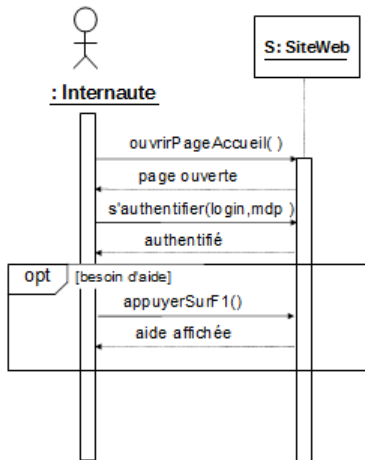 S: SiteWeb
: Internaute
ouvrirPageAccueil( )
page ouverte
s'authentifier(login,mdp )
authentifié
opt
[besoin d'aide]
appuyerSurF1()
aide affichée